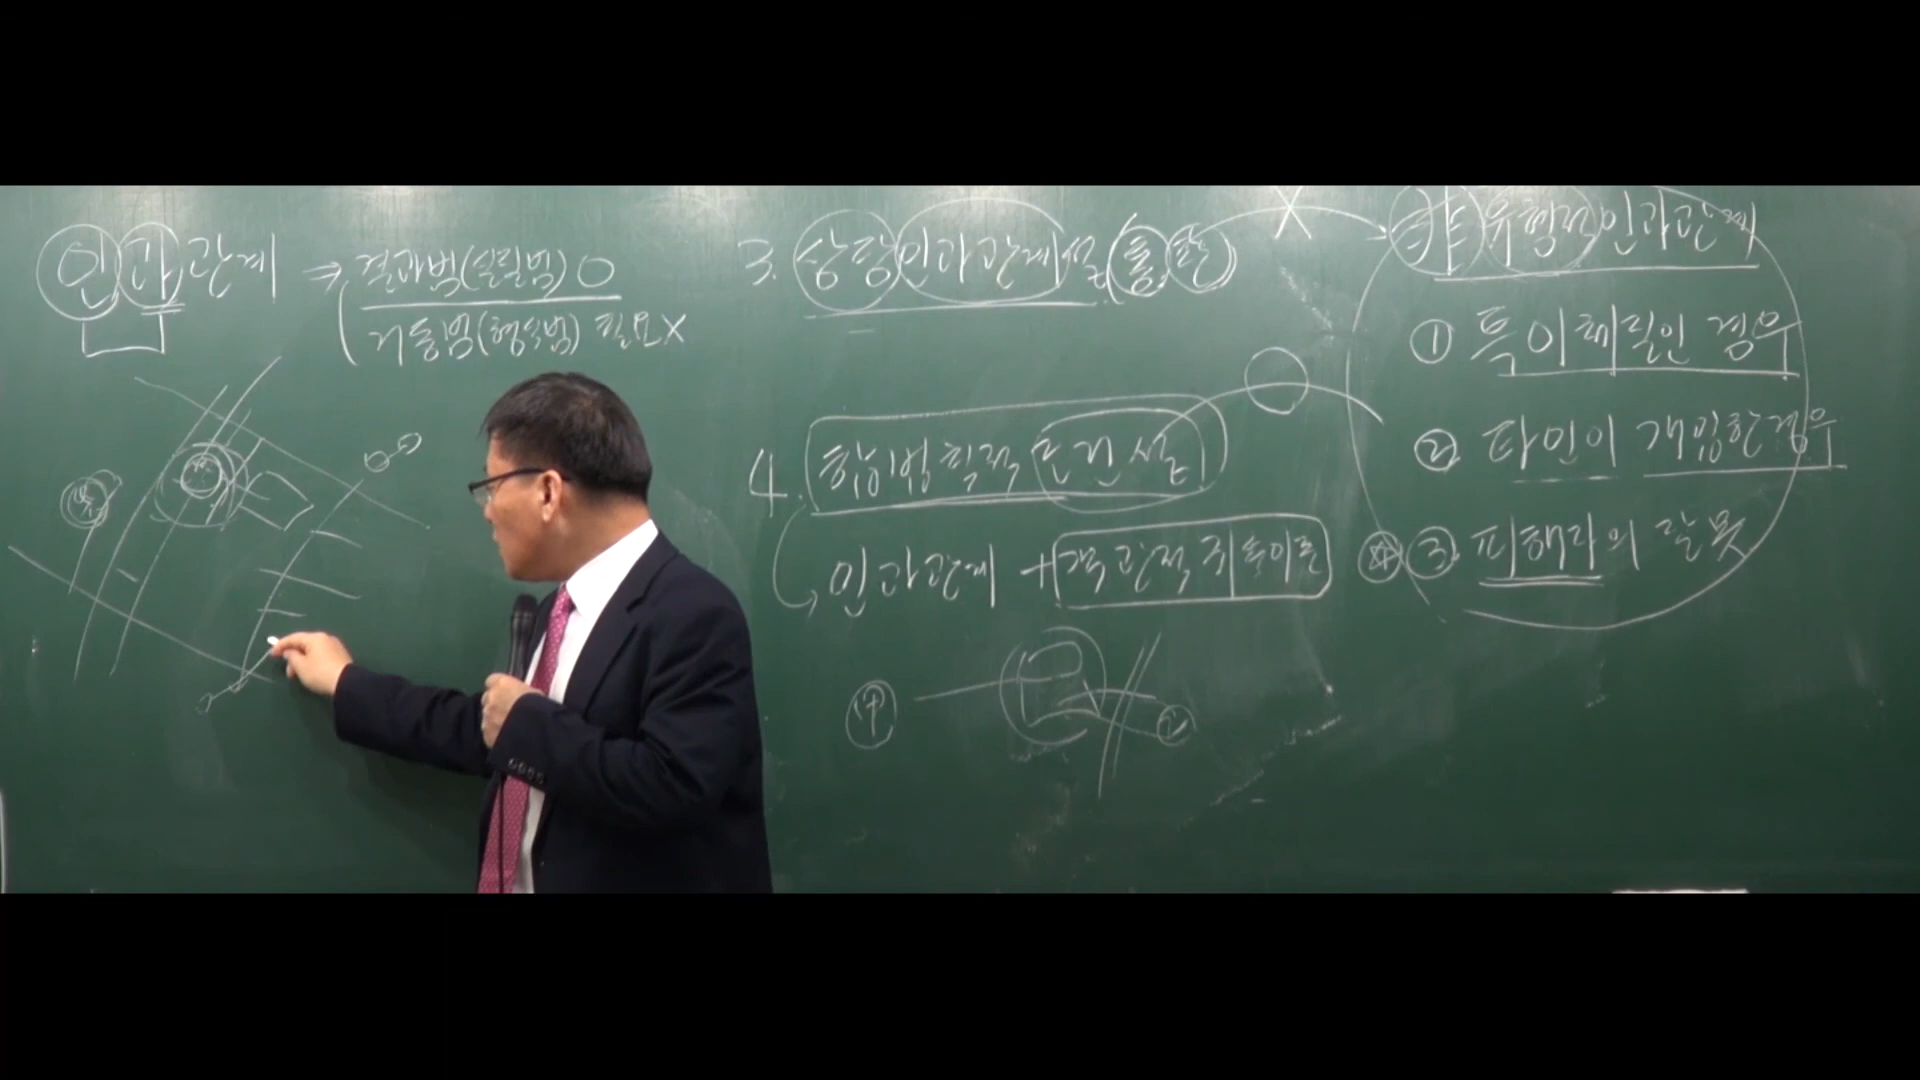 인과관계 ⇒ 결과범(실질범) O
거동범(형식범) 필요X
3. 상당인과관계설(통.판)
4. 합법칙적 조건설
인과관계 + 객관적 귀속이론
甲
乙
비유형적 인과관계
① 특이체질인 경우
② 타인이 개입한 경우
③ 피해자의 잘못